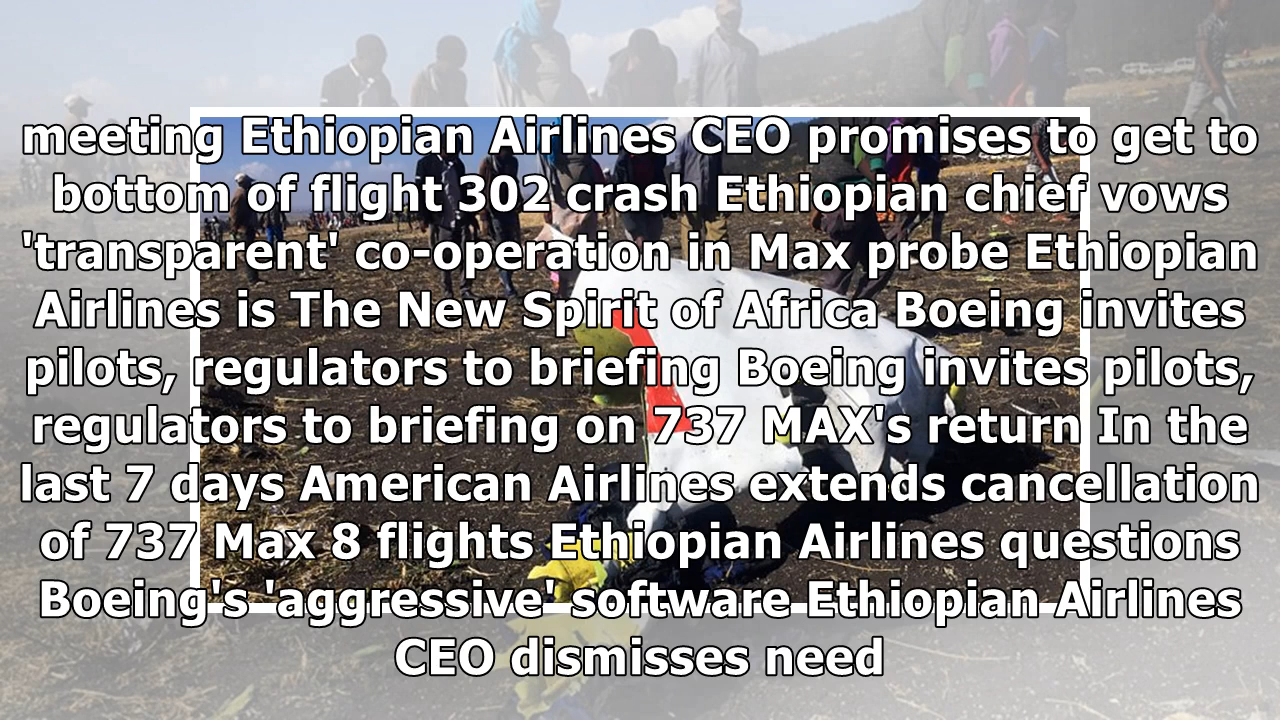 meeting Ethiopian Airlines CEO promises to get to
bottom of flight 302 crash Ethiopian chief vows
'transparent' co-operation in Max probe Ethiopian
Airlines is The New Spirit of Africa Boeing invites
pilots, regulators to briefing Boeing invites pilots,
regulators to briefing on 737 MAX's return In the
last 7 days American Airlines extends cancellation
of 737 Max 8 flights Ethiopian Airlines questions
Boeing's 'aggressive' software Ethiopian Airlines
CEO dismisses need